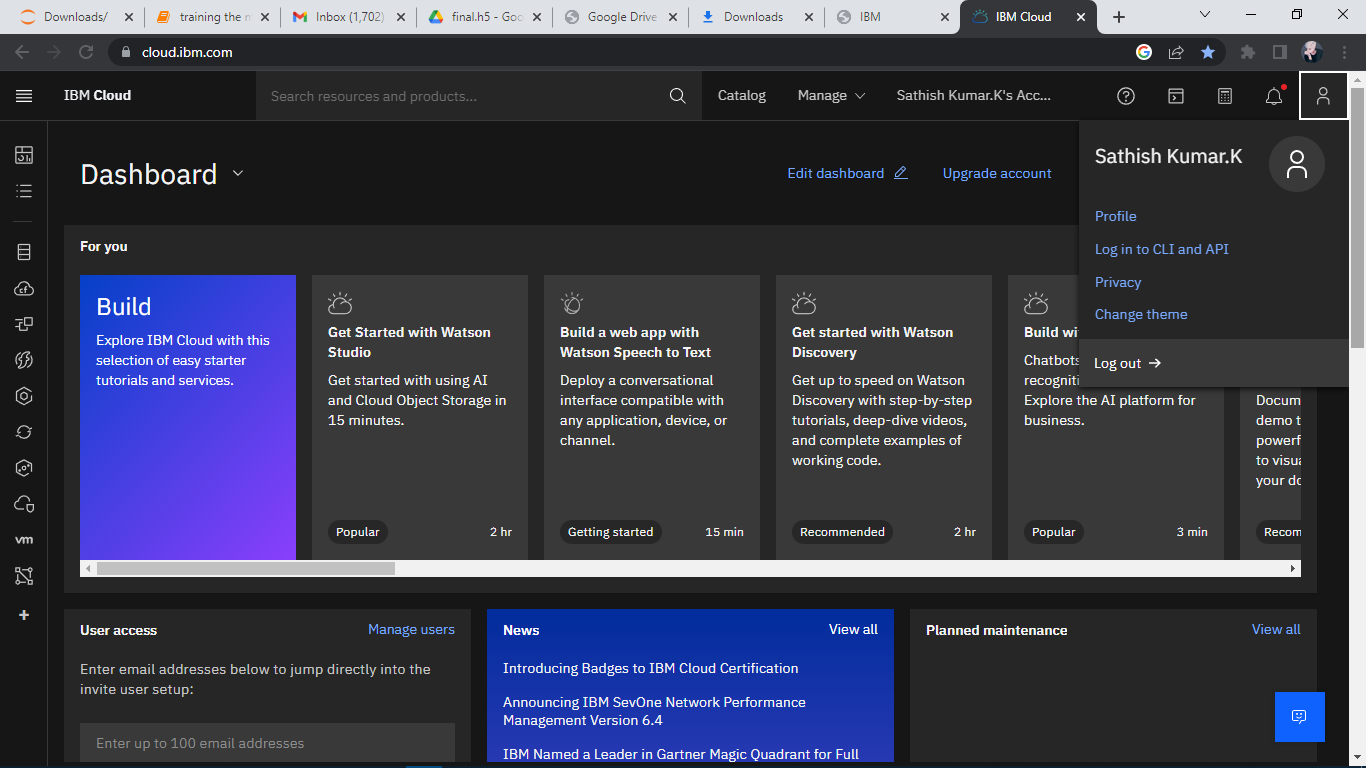 Downloads/
training the m
Inbox (1,702)
final.h5 - Goo
Google Drive
Downloads
IBM
IBM Cloud
cloud.ibm.com
IBM Cloud
Search resources and products...
Catalog
Manage
Sathish Kumar.K's Acc...
Dashboard
Edit dashboard
Upgrade account
Sathish Kumar.K
Profile
Log in to CLI and API
Privacy
Change theme
Log out
For you
Build
Explore IBM Cloud with this
selection of easy starter
tutorials and services.
Get Started with Watson
Studio
Get started with using AI
and Cloud Object Storage in
15 minutes.
Popular
2 hr
Build a web app with
Watson Speech to Text
Deploy a conversational
interface compatible with
any application, device, or
channel.
Getting started
15 min
Get started with Watson
Discovery
Get up to speed on Watson
Discovery with step-by-step
tutorials, deep-dive videos,
and complete examples of
working code.
Recommended
2 hr
Build wi
Chatbots
recogniti
Explore the AI platform for
business.
Popular
3 min
Docum
demo t
powerf
to visua
your do
Recom
cf
vm
User access
Manage users
Enter email addresses below to jump directly into the
invite user setup:
Enter up to 100 email addresses
News
View all
Introducing Badges to IBM Cloud Certification
Announcing IBM SevOne Network Performance
Management Version 6.4
IBM Named a Leader in Gartner Magic Quadrant for Full
Planned maintenance
View all